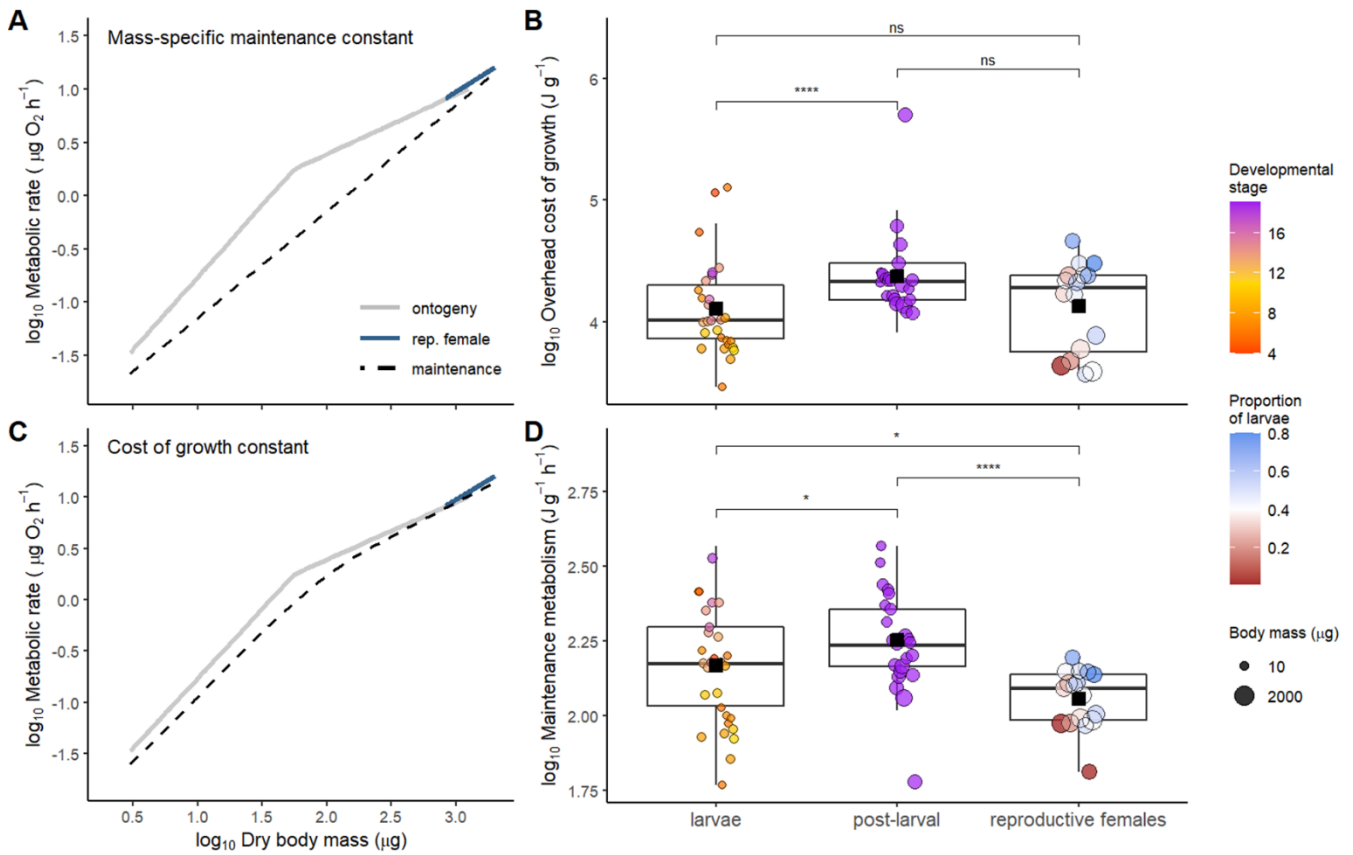 A
Mass-specific maintenance constant
log₁₀ Metabolic rate ( μg O₂ h⁻¹)
1.5
1.0
0.5
0.0
-0.5
-1.0
-1.5
ontogeny
rep. female
maintenance
B
log₁₀ Overhead cost of growth (J g⁻¹)
6
5
4
ns
ns
****
C
Cost of growth constant
log₁₀ Metabolic rate ( μg O₂ h⁻¹)
1.5
1.0
0.5
0.0
-0.5
-1.0
-1.5
0.5 1.0 1.5 2.0 2.5 3.0
log₁₀ Dry body mass (μg)
D
log₁₀ Maintenance metabolism (J g⁻¹ h⁻¹)
2.75
2.50
2.25
2.00
1.75
*
****
*
larvae post-larval reproductive females
Developmental
stage
16
12
8
4
Proportion
of larvae
0.8
0.6
0.4
0.2
Body mass (μg)
10
2000